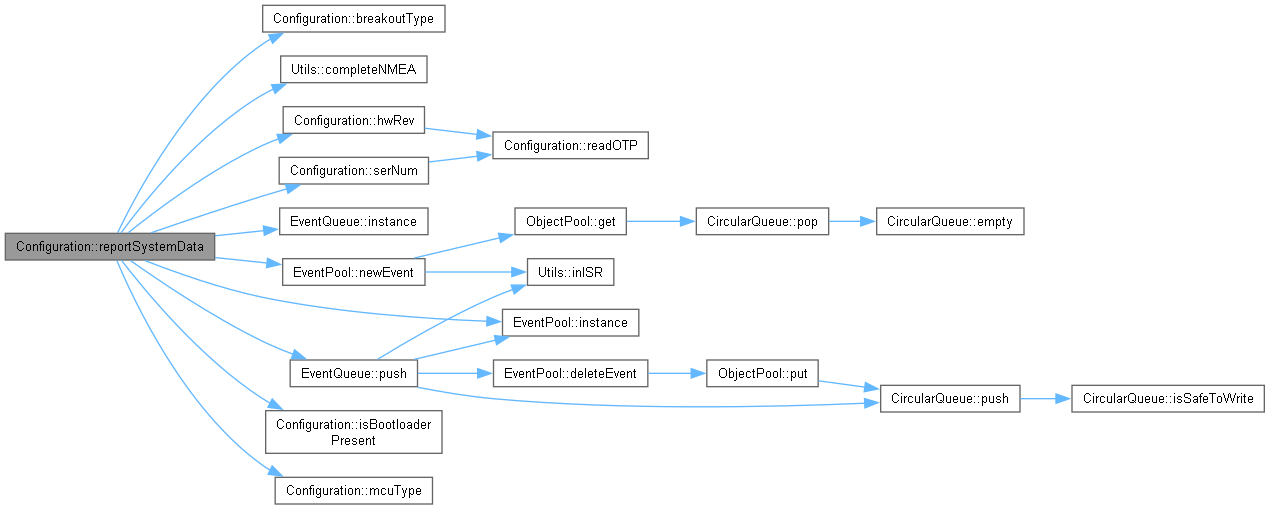 Configuration::breakoutType
Utils::completeNMEA
Configuration::hwRev
Configuration::readOTP
Configuration::serNum
EventQueue::instance
ObjectPool::get
CircularQueue::pop
CircularQueue::empty
Configuration::reportSystemData
EventPool::newEvent
Utils::inISR
EventPool::instance
EventQueue::push
EventPool::deleteEvent
ObjectPool::put
CircularQueue::push
CircularQueue::isSafeToWrite
Configuration::isBootloader
Present
Configuration::mcuType